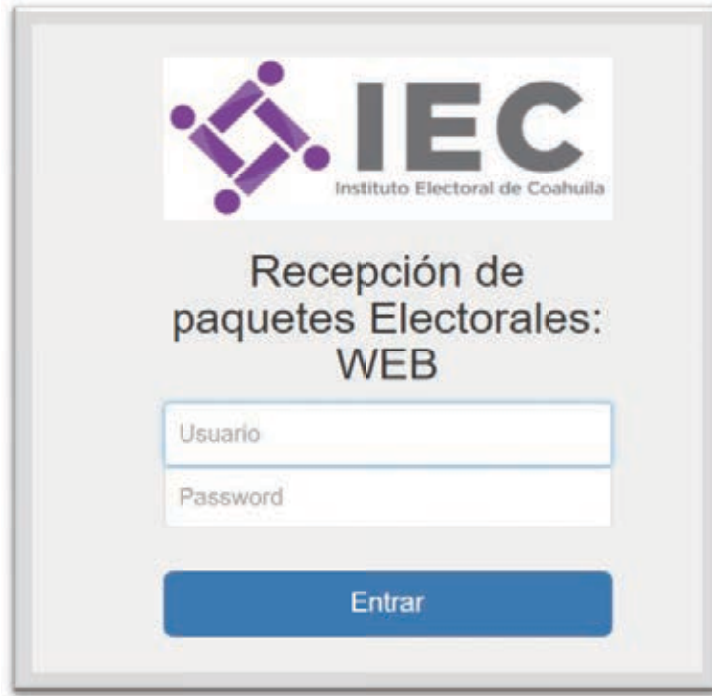 IEC
Instituto Electoral de Coahuila
Recepción de
paquetes Electorales:
WEB
Usuario
Password
Entrar